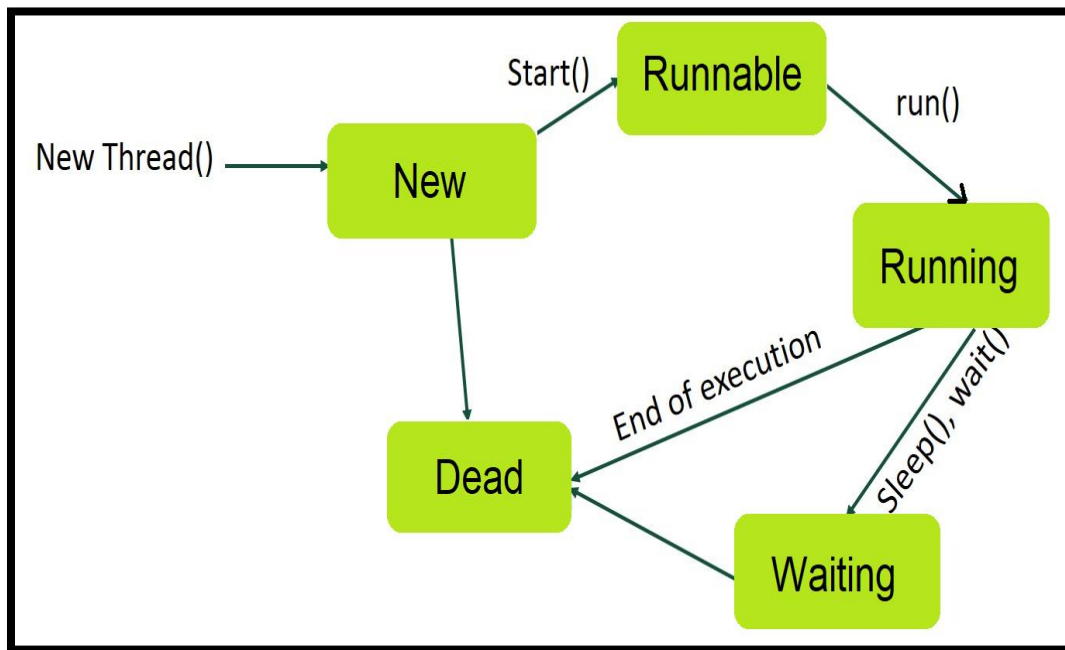 New Thread()
New
Start()
Runnable
run()
Running
End of execution
Sleep(), wait()
Dead
Waiting